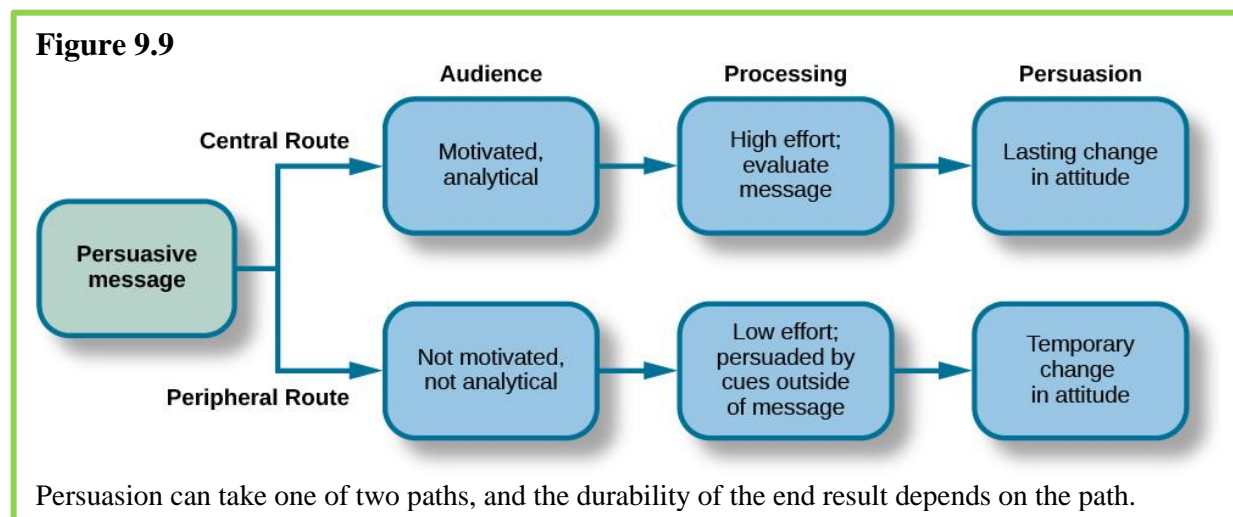 Figure 9.9
Audience
Processing
Persuasion
Central Route
Motivated,
analytical
High effort;
evaluate
message
Lasting change
in attitude
Persuasive
message
Peripheral Route
Not motivated,
not analytical
Low effort;
persuaded by
cues outside
of message
Temporary
change
in attitude
Persuasion can take one of two paths, and the durability of the end result depends on the path.